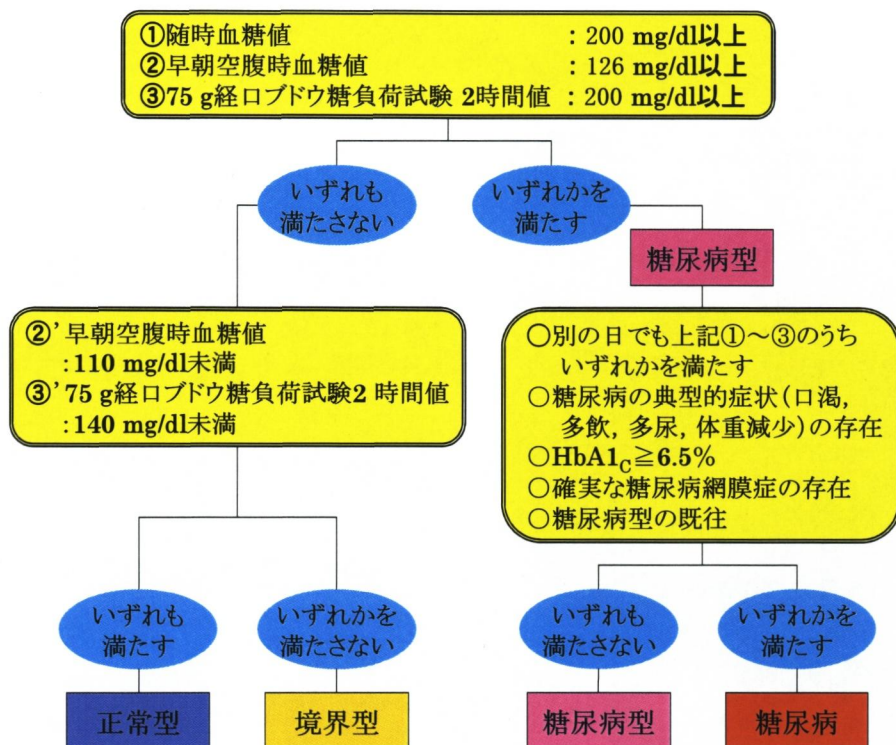 ①随時血糖値 : 200 mg/dl以上
②早朝空腹時血糖値 : 126 mg/dl以上
③75 g経口ブドウ糖負荷試験 2時間値 : 200 mg/dl以上
いずれも
満たさない
いずれかを
満たす
糖尿病型
②’早朝空腹時血糖値
:110 mg/dl未満
③’75 g経口ブドウ糖負荷試験2 時間値
:140 mg/dl未満
○別の日でも上記①～③のうち
いずれかを満たす
○糖尿病の典型的症状(口渇,
多飲, 多尿, 体重減少)の存在
○HbA1C≧6.5%
○確実な糖尿病網膜症の存在
○糖尿病型の既往
いずれも
満たす
いずれかを
満たさない
いずれも
満たさない
いずれかを
満たす
正常型
境界型
糖尿病型
糖尿病